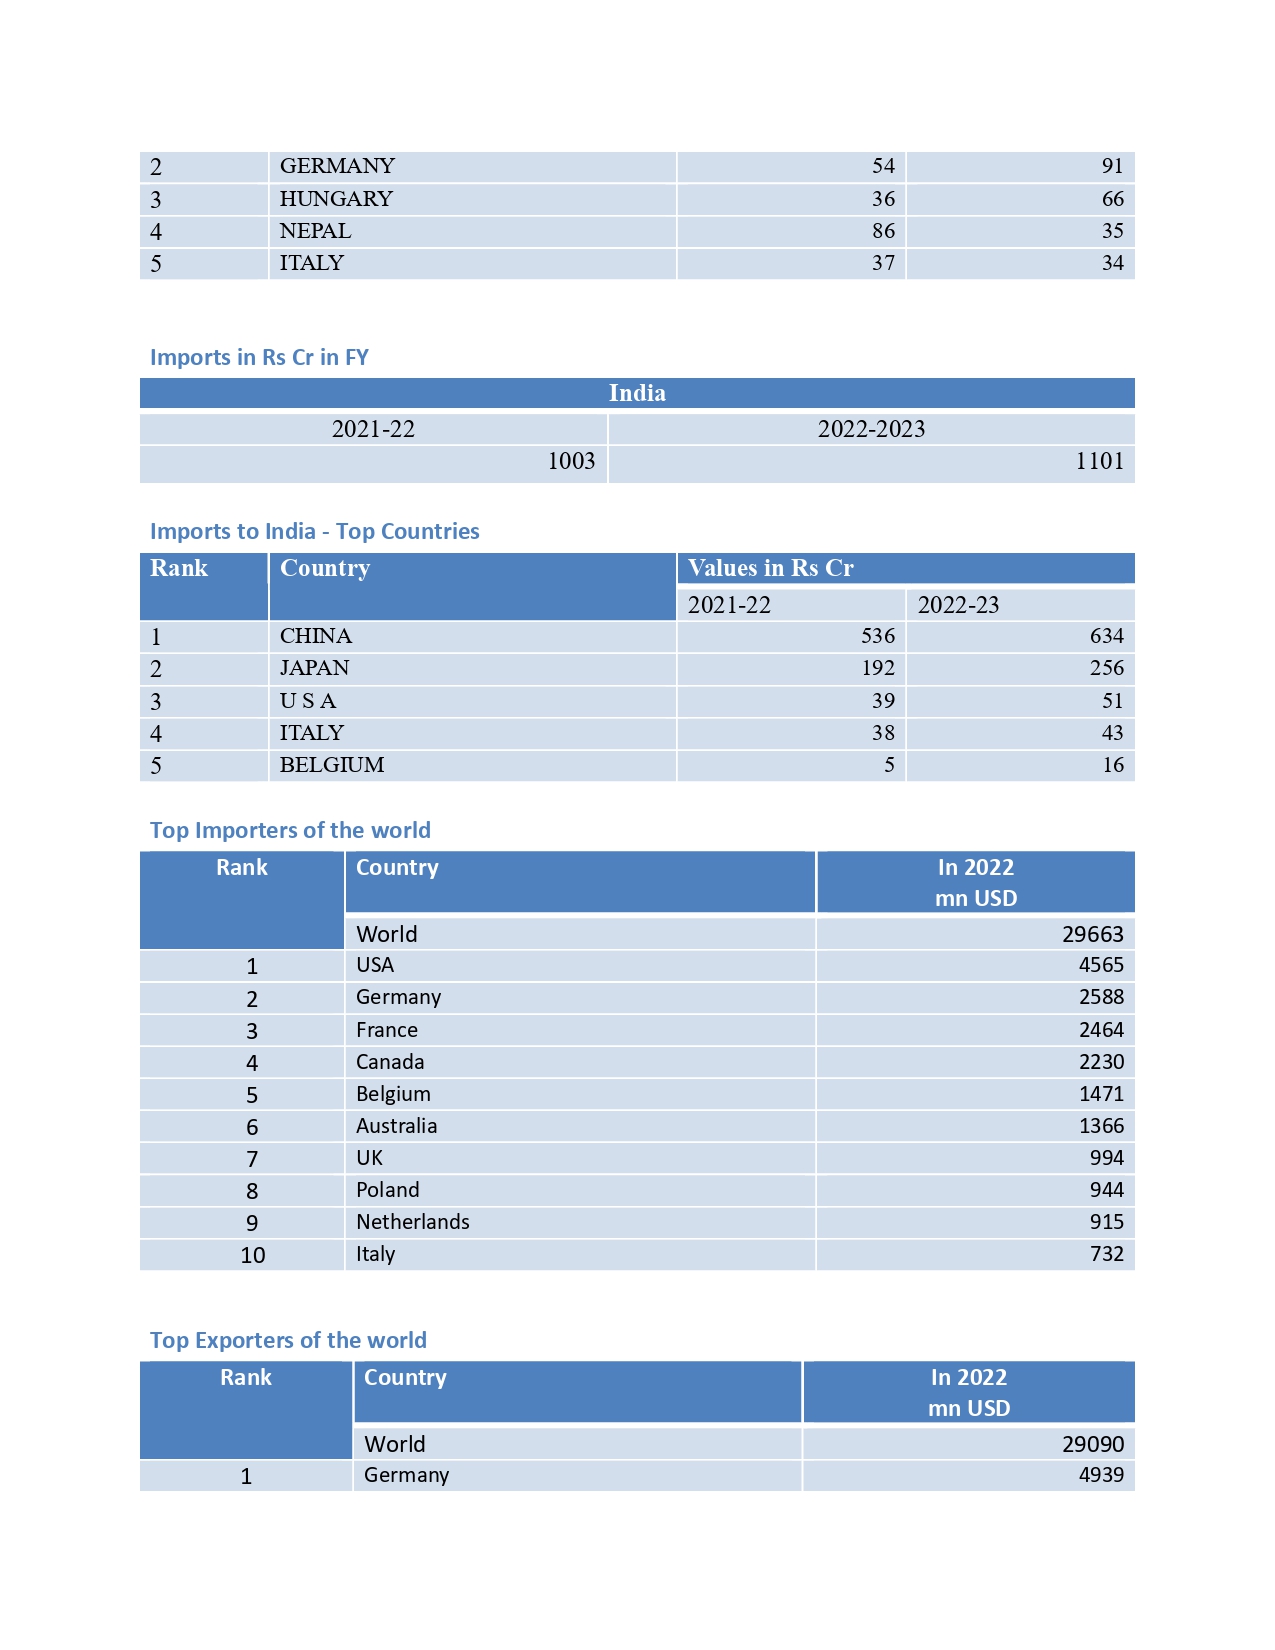 2 GERMANY 54 91
3 HUNGARY 36 66
4 NEPAL 86 35
5 ITALY 37 34
Imports in Rs Cr in FY
India
2021-22 2022-2023
1003 1101
Imports to India - Top Countries
Rank Country Values in Rs Cr
2021-22 2022-23
1 CHINA 536 634
2 JAPAN 192 256
3 U S A 39 51
4 ITALY 38 43
5 BELGIUM 5 16
Top Importers of the world
Rank Country In 2022
mn USD
World 29663
1 USA 4565
2 Germany 2588
3 France 2464
4 Canada 2230
5 Belgium 1471
6 Australia 1366
7 UK 994
8 Poland 944
9 Netherlands 915
10 Italy 732
Top Exporters of the world
Rank Country In 2022
mn USD
World 29090
1 Germany 4939